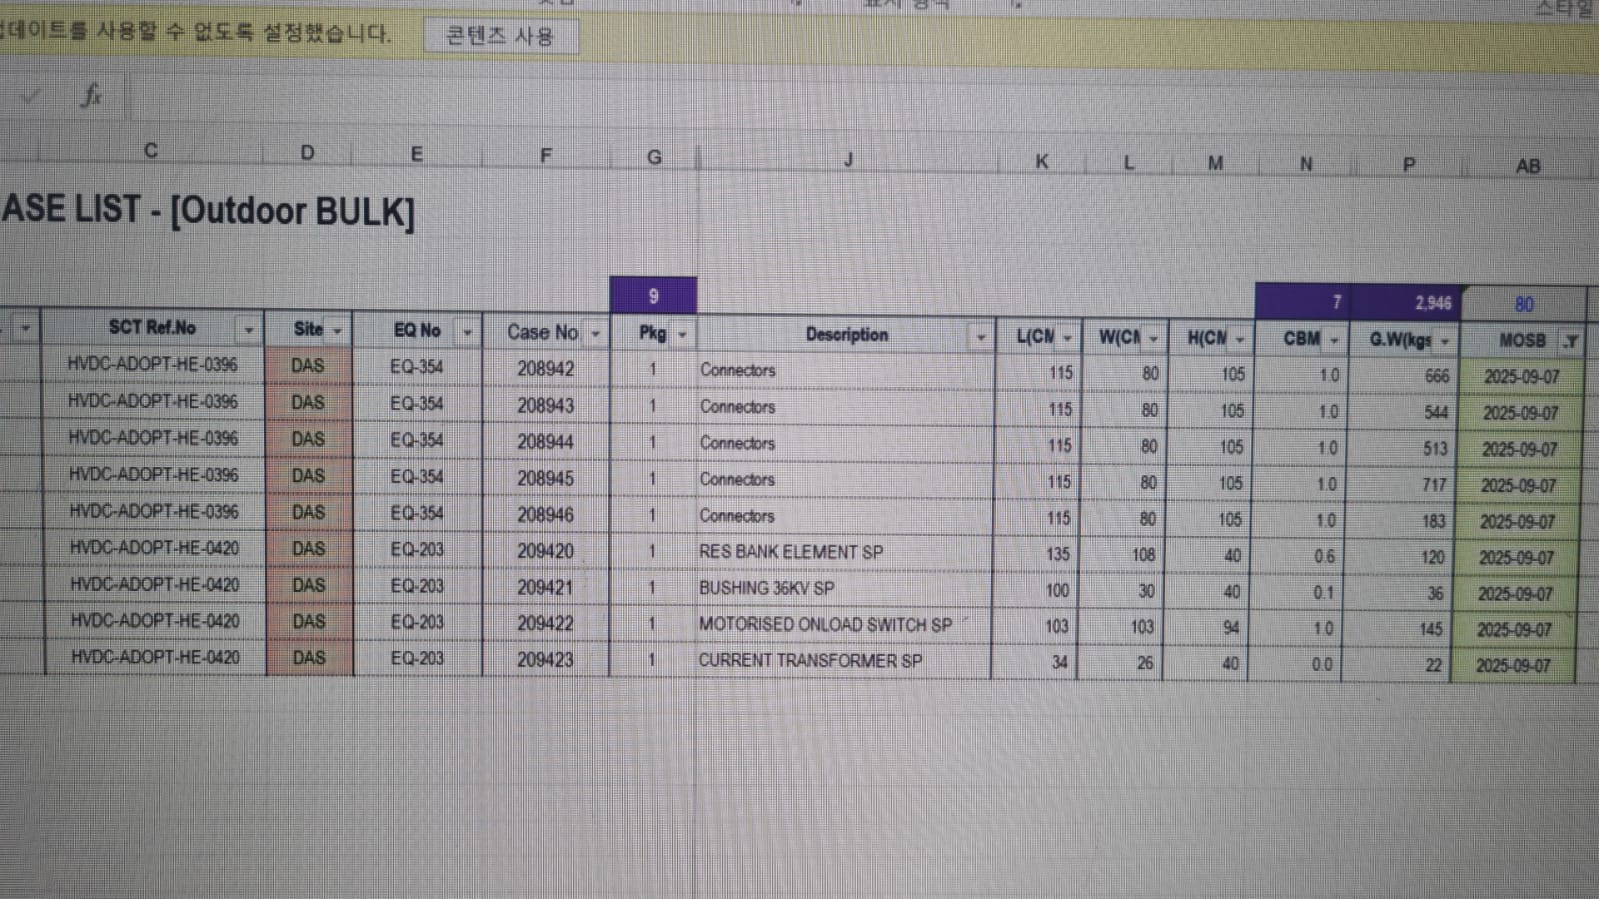 데이트를 사용할 수 없도록 설정했습니다. 콘텐츠 사용
fx
C D E F G J K L M N P AB
ASE LIST - [Outdoor BULK]
9 7 2,946 80
SCT Ref.No Site EQ No Case No Pkg Description L(CM W(CM H(CM CBM G.W(kgs MOSB
HVDC-ADOPT-HE-0396 DAS EQ-354 208942 1 Connectors 115 80 105 1.0 666 2025-09-07
HVDC-ADOPT-HE-0396 DAS EQ-354 208943 1 Connectors 115 80 105 1.0 544 2025-09-07
HVDC-ADOPT-HE-0396 DAS EQ-354 208944 1 Connectors 115 80 105 1.0 513 2025-09-07
HVDC-ADOPT-HE-0396 DAS EQ-354 208945 1 Connectors 115 80 105 1.0 717 2025-09-07
HVDC-ADOPT-HE-0396 DAS EQ-354 208946 1 Connectors 115 80 105 1.0 183 2025-09-07
HVDC-ADOPT-HE-0420 DAS EQ-203 209420 1 RES BANK ELEMENT SP 135 108 40 0.6 120 2025-09-07
HVDC-ADOPT-HE-0420 DAS EQ-203 209421 1 BUSHING 36KV SP 100 30 40 0.1 36 2025-09-07
HVDC-ADOPT-HE-0420 DAS EQ-203 209422 1 MOTORISED ONLOAD SWITCH SP 103 103 94 1.0 145 2025-09-07
HVDC-ADOPT-HE-0420 DAS EQ-203 209423 1 CURRENT TRANSFORMER SP 34 26 40 0.0 22 2025-09-07